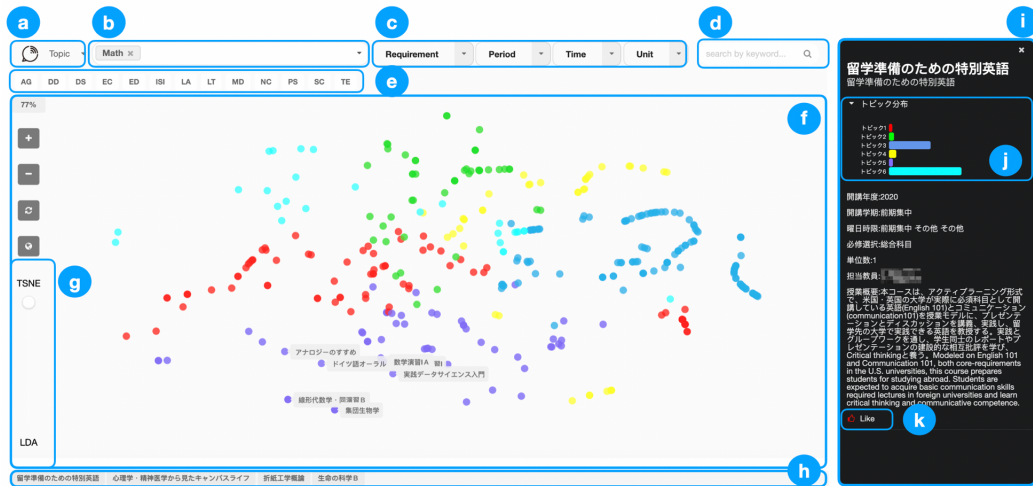 a
b
c
d
i
Topic
Math ×
Requirement
Period
Time
Unit
search by keyword...
×
AG DD DS EC ED ISI LA LT MD NC PS SC TE
e
77%
f
+
−
g
TSNE
LDA
アナロジーのすすめ
ドイツ語オーラル
数学演習ⅠA
実践データサイエンス入門
線形代数学・同演習B
集団生物学
h
留学準備のための特別英語 心理学・精神医学から見たキャンパスライフ 折紙工学概論 生命の科学B
留学準備のための特別英語
留学準備のための特別英語
トピック分布
トピック1
トピック2
トピック3
トピック4
トピック5
トピック6
j
開講年度:2020
開講学期:前期集中
曜日時限:前期集中 その他 その他
必修選択:総合科目
単位数:1
担当教員:
授業概要:本コースは、アクティブラーニング形式
で、米国・英国の大学が実際に必須科目として開
講している英語(English 101)とコミュニケーション
(communication101)を授業モデルに、プレゼンテ
ーションとディスカッションを講義、実践し、留
学先の大学で実践できる英語を教授する。実践と
グループワークを通し、学生同士のレポートやプ
レゼンテーションの建設的な相互批評を学び、
Critical thinkingと養う。Modeled on English 101
and Communication 101, both core-requirements
in the U.S. universities, this course prepares
students for studying abroad. Students are
expected to acquire basic communication skills
required lectures in foreign universities and learn
critical thinking and communicative competence.
Like
k